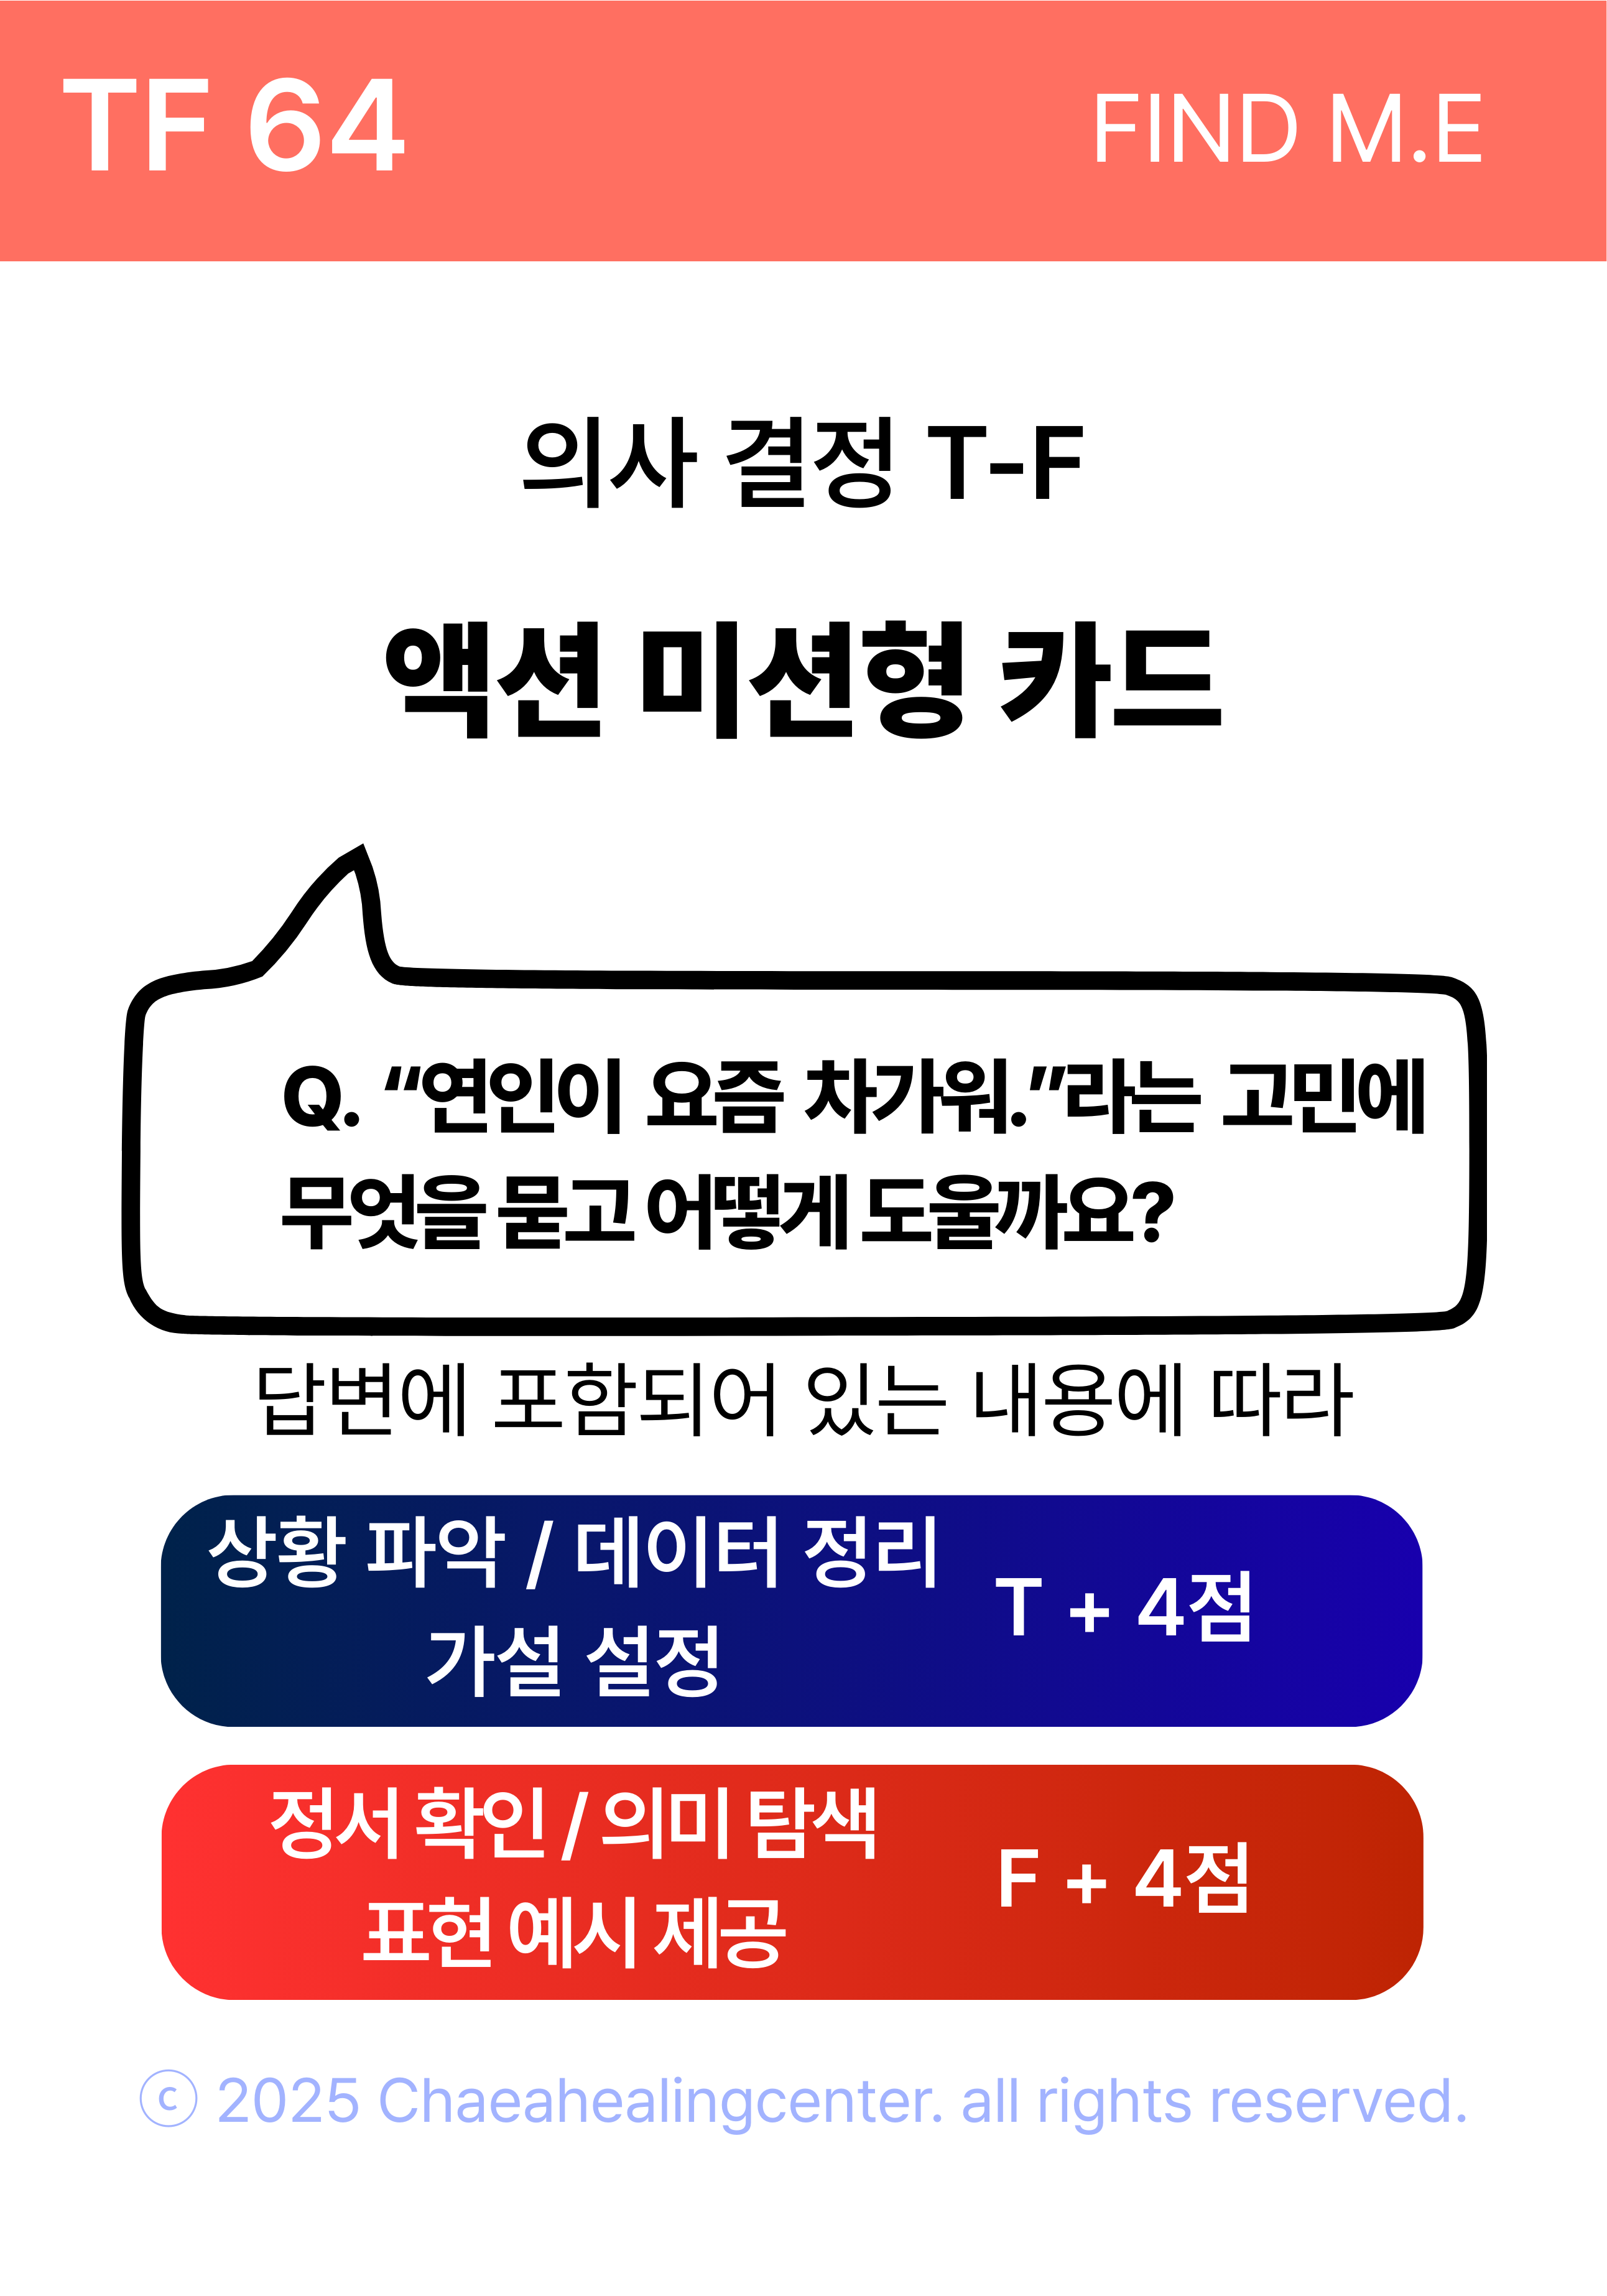 TF 64
FIND M.E
의사 결정 T-F
액션 미션형 카드
Q. “연인이 요즘 차가워.”라는 고민에
무엇을 묻고 어떻게 도울까요?
답변에 포함되어 있는 내용에 따라
상황 파악 / 데이터 정리
가설 설정
T + 4점
정서 확인 / 의미 탐색
표현 예시 제공
F + 4점
ⓒ 2025 Chaeahealingcenter. all rights reserved.